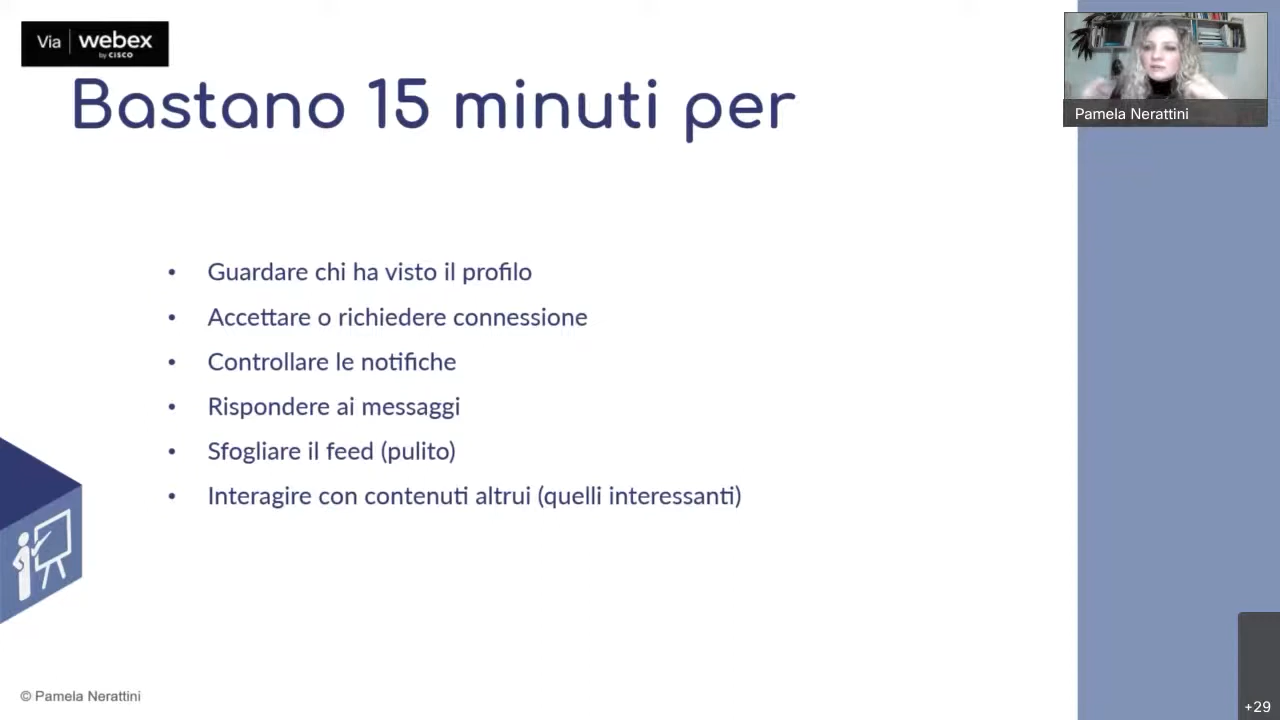 Via webex
by CISCO
Bastano 15 minuti per
Pamela Nerattini
• Guardare chi ha visto il profilo
• Accettare o richiedere connessione
• Controllare le notifiche
• Rispondere ai messaggi
• Sfogliare il feed (pulito)
• Interagire con contenuti altrui (quelli interessanti)
© Pamela Nerattini
+29